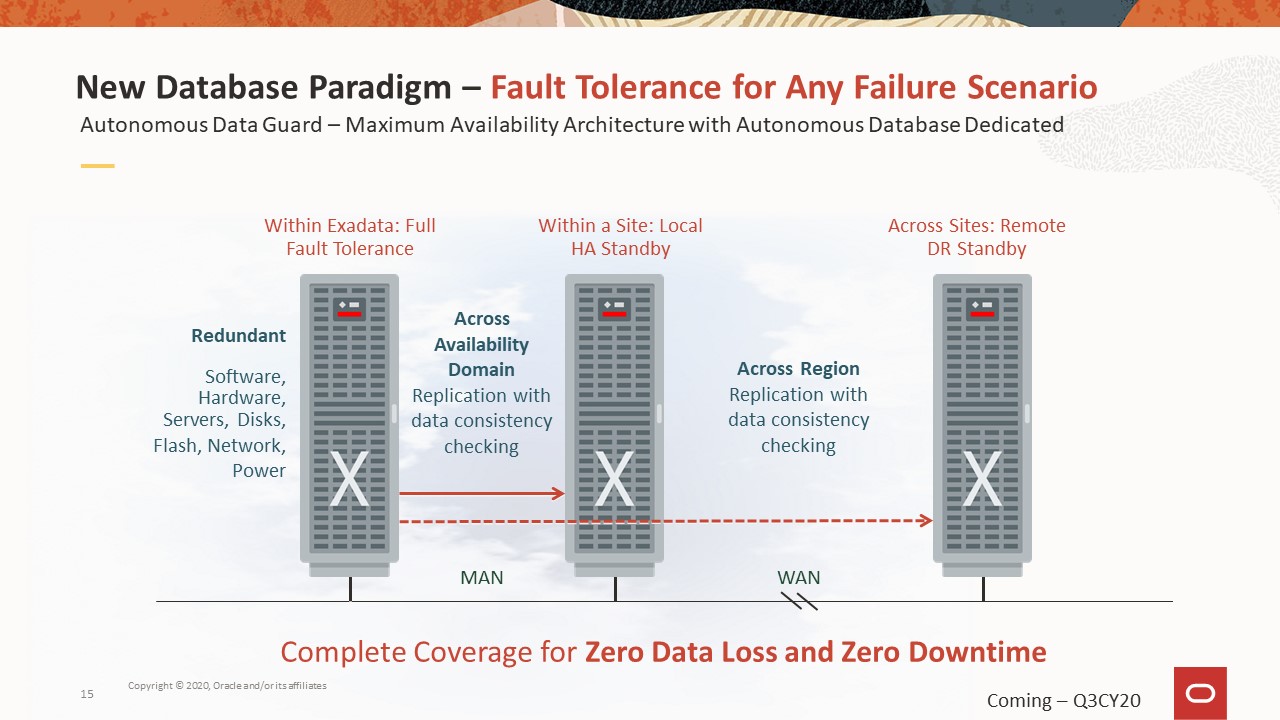 New Database Paradigm – Fault Tolerance for Any Failure Scenario
Autonomous Data Guard – Maximum Availability Architecture with Autonomous Database Dedicated
Within Exadata: Full
Fault Tolerance
Within a Site: Local
HA Standby
Across Sites: Remote
DR Standby
Redundant
Software,
Hardware,
Servers, Disks,
Flash, Network,
Power
Across
Availability
Domain
Replication with
data consistency
checking
Across Region
Replication with
data consistency
checking
X
X
X
MAN
WAN
Complete Coverage for Zero Data Loss and Zero Downtime
15
Copyright © 2020, Oracle and/or its affiliates
Coming – Q3CY20